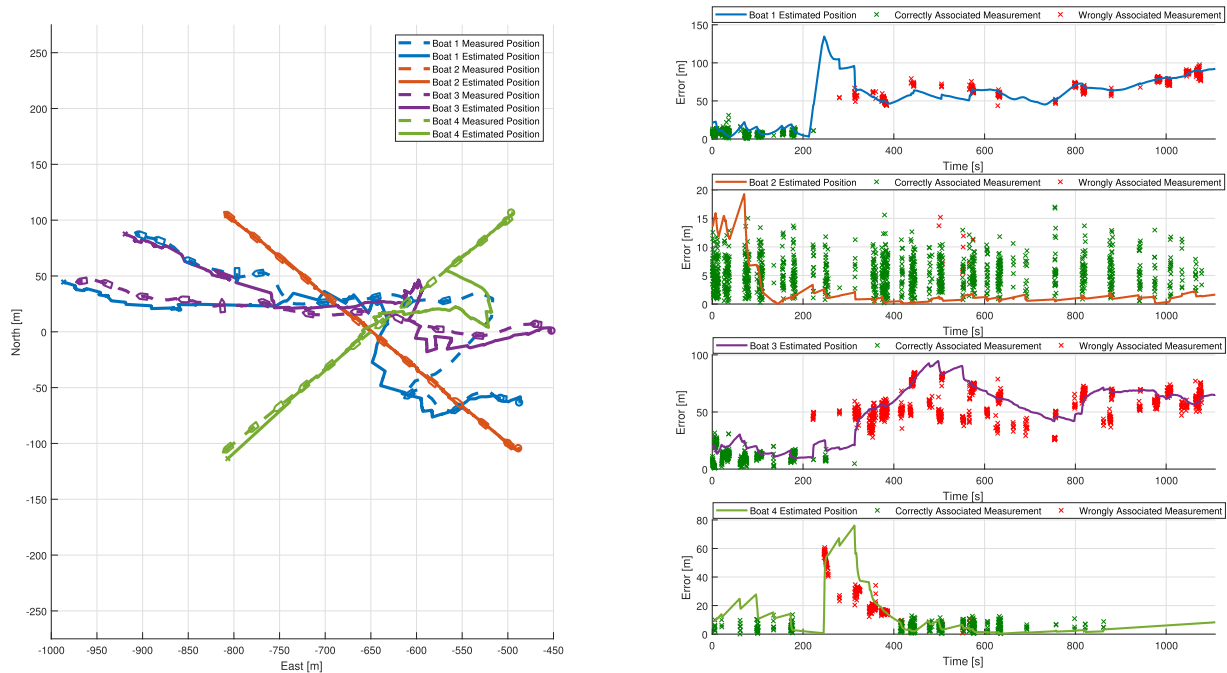 250
200
150
100
50
0
-50
-100
-150
-200
-250
North [m]
-1000 -950 -900 -850 -800 -750 -700 -650 -600 -550 -500 -450
East [m]
Boat 1 Measured Position
Boat 1 Estimated Position
Boat 2 Measured Position
Boat 2 Estimated Position
Boat 3 Measured Position
Boat 3 Estimated Position
Boat 4 Measured Position
Boat 4 Estimated Position
Boat 1 Estimated Position Correctly Associated Measurement Wrongly Associated Measurement
150
100
50
0
Error [m]
0 200 400 600 800 1000
Time [s]
Boat 2 Estimated Position Correctly Associated Measurement Wrongly Associated Measurement
20
15
10
5
0
Error [m]
0 200 400 600 800 1000
Time [s]
Boat 3 Estimated Position Correctly Associated Measurement Wrongly Associated Measurement
100
50
0
Error [m]
0 200 400 600 800 1000
Time [s]
Boat 4 Estimated Position Correctly Associated Measurement Wrongly Associated Measurement
80
60
40
20
0
Error [m]
0 200 400 600 800 1000
Time [s]